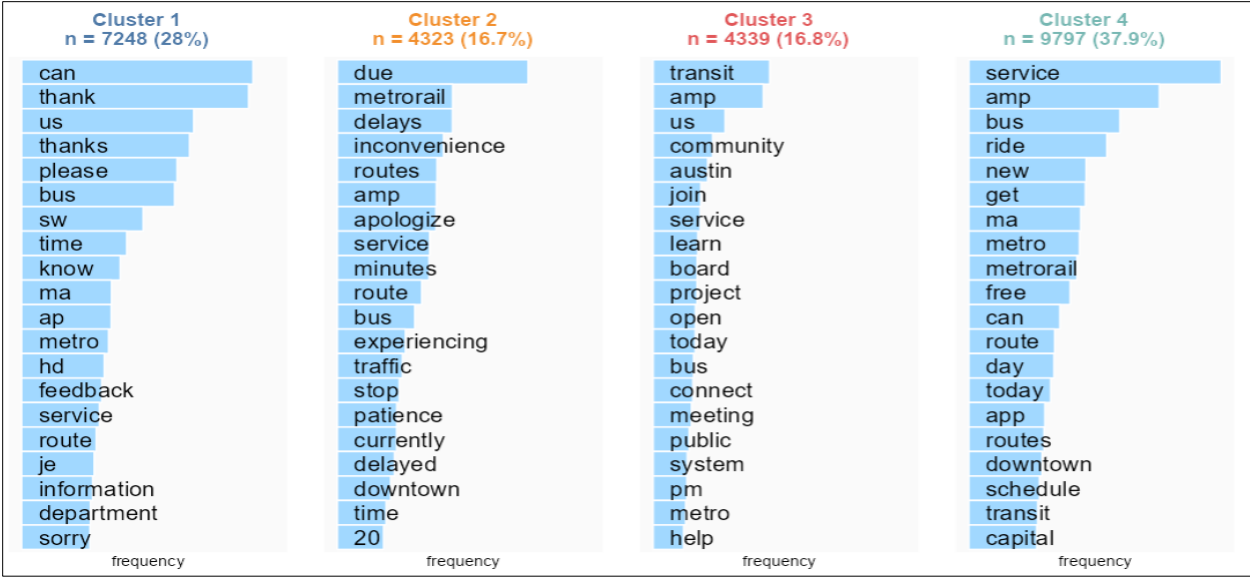 Cluster 1
n = 7248 (28%)
can
thank
us
thanks
please
bus
sw
time
know
ma
ap
metro
hd
feedback
service
route
je
information
department
sorry
frequency
Cluster 2
n = 4323 (16.7%)
due
metrorail
delays
inconvenience
routes
amp
apologize
service
minutes
route
bus
experiencing
traffic
stop
patience
currently
delayed
downtown
time
20
frequency
Cluster 3
n = 4339 (16.8%)
transit
amp
us
community
austin
join
service
learn
board
project
open
today
bus
connect
meeting
public
system
pm
metro
help
frequency
Cluster 4
n = 9797 (37.9%)
service
amp
bus
ride
new
get
ma
metro
metrorail
free
can
route
day
today
app
routes
downtown
schedule
transit
capital
frequency